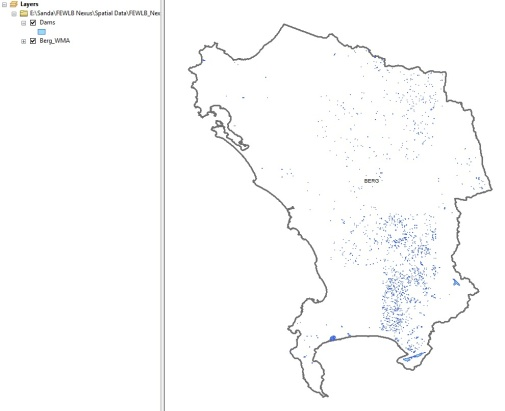 Layers
E:\Sanda\FEWLB Nexus\Spatial Data\FEWLB_Nex
Dams
Berg_WMA
BERG